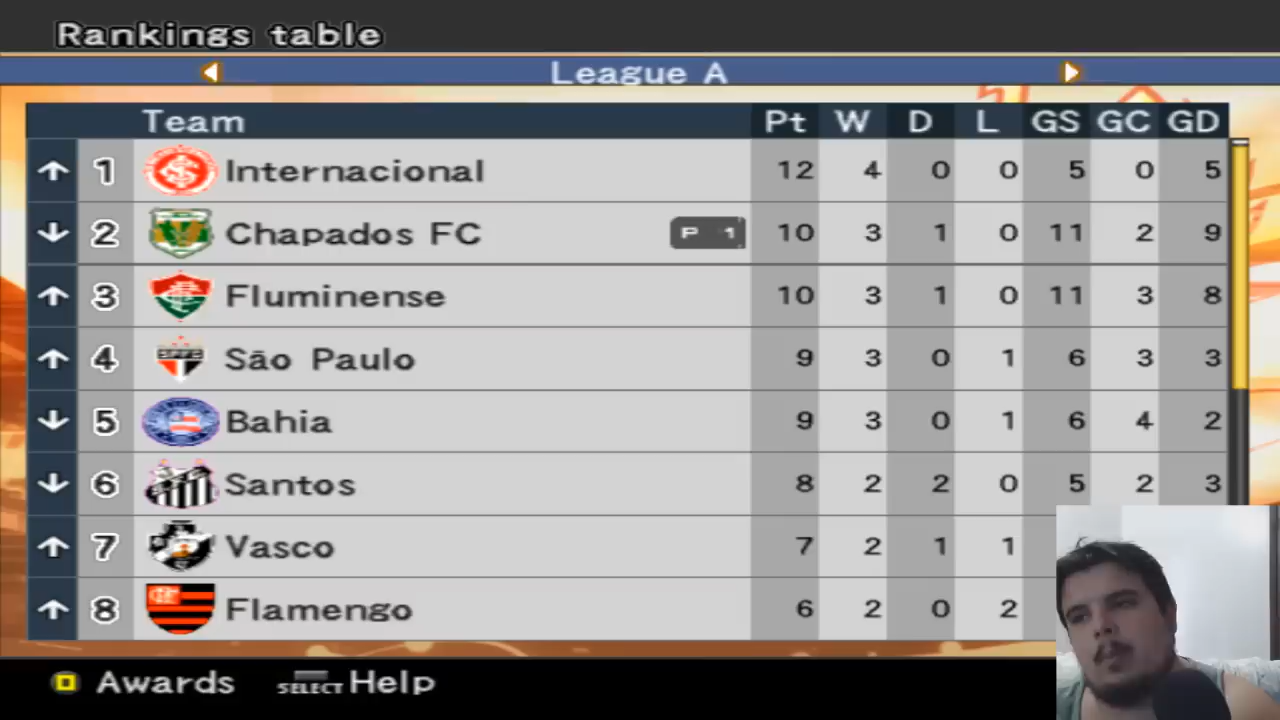 Rankings table
League A
Team Pt W D L GS GC GD
1 Internacional 12 4 0 0 5 0 5
2 Chapados FC P 1 10 3 1 0 11 2 9
3 Fluminense 10 3 1 0 11 3 8
4 São Paulo 9 3 0 1 6 3 3
5 Bahia 9 3 0 1 6 4 2
6 Santos 8 2 2 0 5 2 3
7 Vasco 7 2 1 1
8 Flamengo 6 2 0 2
Awards SELECT Help